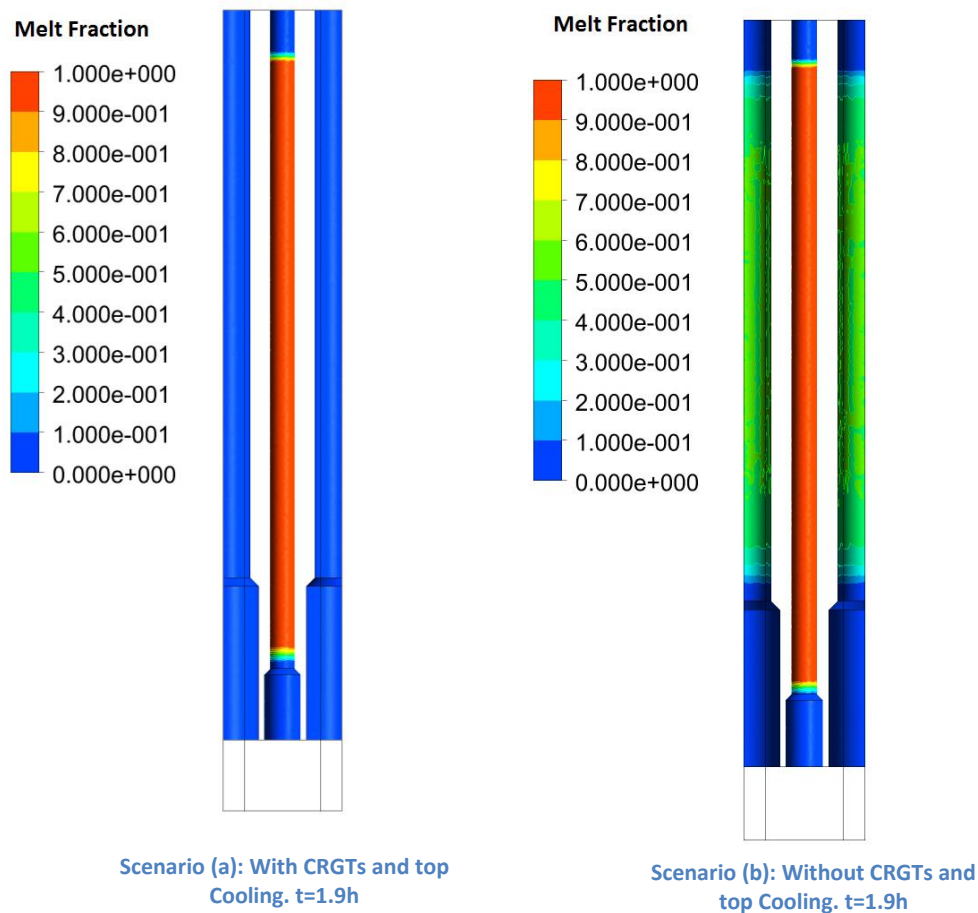 Melt Fraction
1.000e+000
9.000e-001
8.000e-001
7.000e-001
6.000e-001
5.000e-001
4.000e-001
3.000e-001
2.000e-001
1.000e-001
0.000e+000
Scenario (a): With CRGTs and top
Cooling. t=1.9h
Melt Fraction
1.000e+000
9.000e-001
8.000e-001
7.000e-001
6.000e-001
5.000e-001
4.000e-001
3.000e-001
2.000e-001
1.000e-001
0.000e+000
Scenario (b): Without CRGTs and
top Cooling. t=1.9h